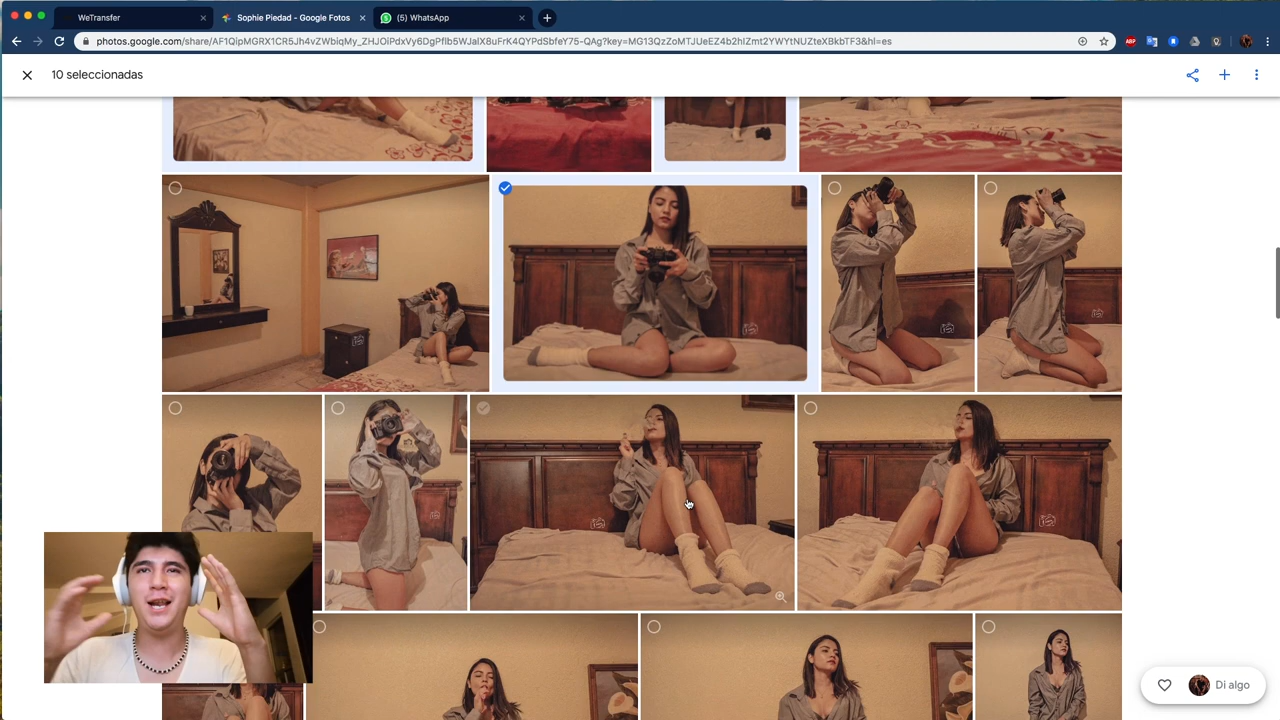 WeTransfer
Sophie Piedad - Google Fotos
(5) WhatsApp
photos.google.com/share/AF1QipMGRX1CR5Jh4vZWbiqMy_ZHJOiPdxVy6DgPflb5WJalX8uFrK4QYPdSbfeY75-QAg?key=MG13QzZoMTJUeEZ4b2hIZmt2YWYtNUZteXBkbTF3&hl=es
ABP
10 seleccionadas
Di algo